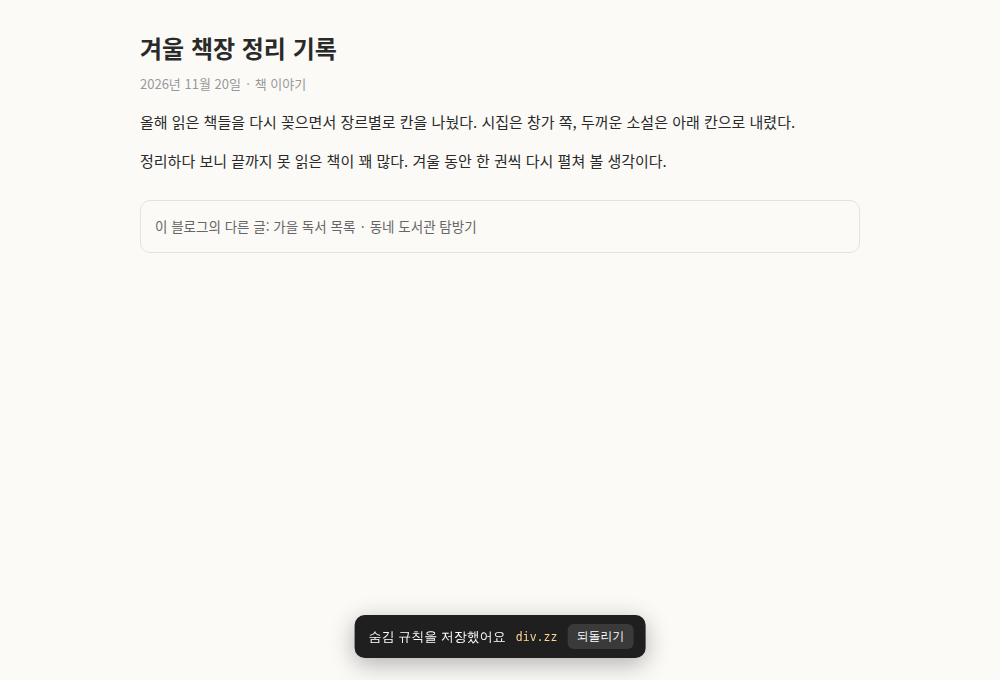 겨울 책장 정리 기록
2026년 11월 20일 · 책 이야기
올해 읽은 책들을 다시 꽂으면서 장르별로 칸을 나눴다. 시집은 창가 쪽, 두꺼운 소설은 아래 칸으로 내렸다.
정리하다 보니 끝까지 못 읽은 책이 꽤 많다. 겨울 동안 한 권씩 다시 펼쳐 볼 생각이다.
이 블로그의 다른 글: 가을 독서 목록 · 동네 도서관 탐방기
숨김 규칙을 저장했어요 div.zz 되돌리기